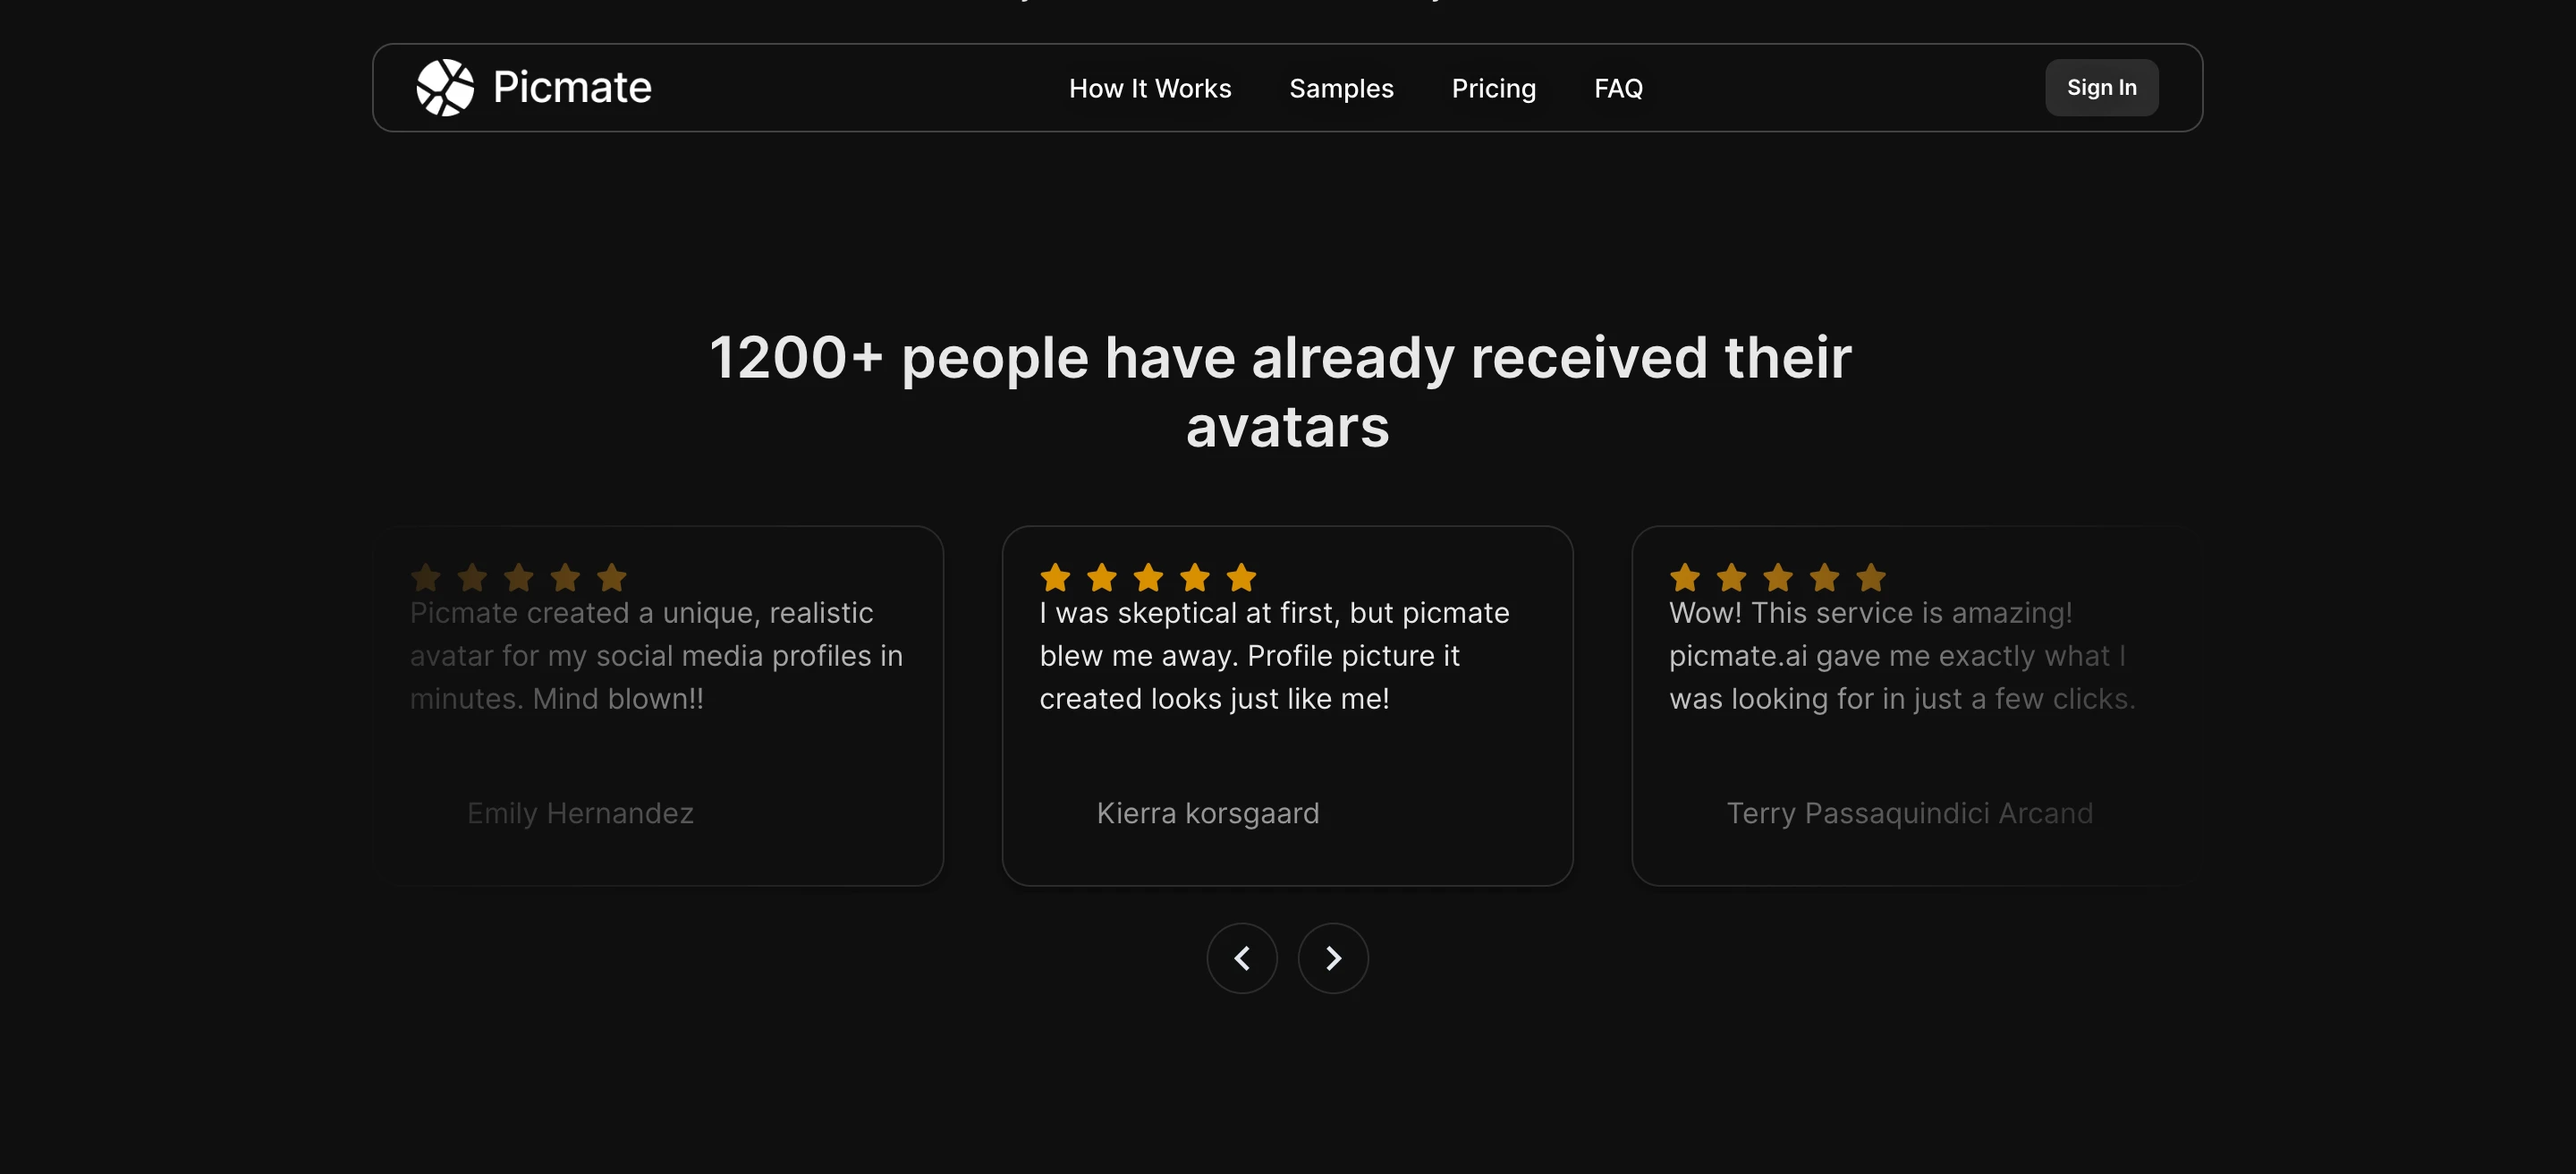 Picmate
How It Works
Samples
Pricing
FAQ
Sign In
1200+ people have already received their
avatars
Picmate created a unique, realistic
avatar for my social media profiles in
minutes. Mind blown!!
Emily Hernandez
I was skeptical at first, but picmate
blew me away. Profile picture it
created looks just like me!
Kierra korsgaard
Wow! This service is amazing!
picmate.ai gave me exactly what I
was looking for in just a few clicks.
Terry Passaquindici Arcand